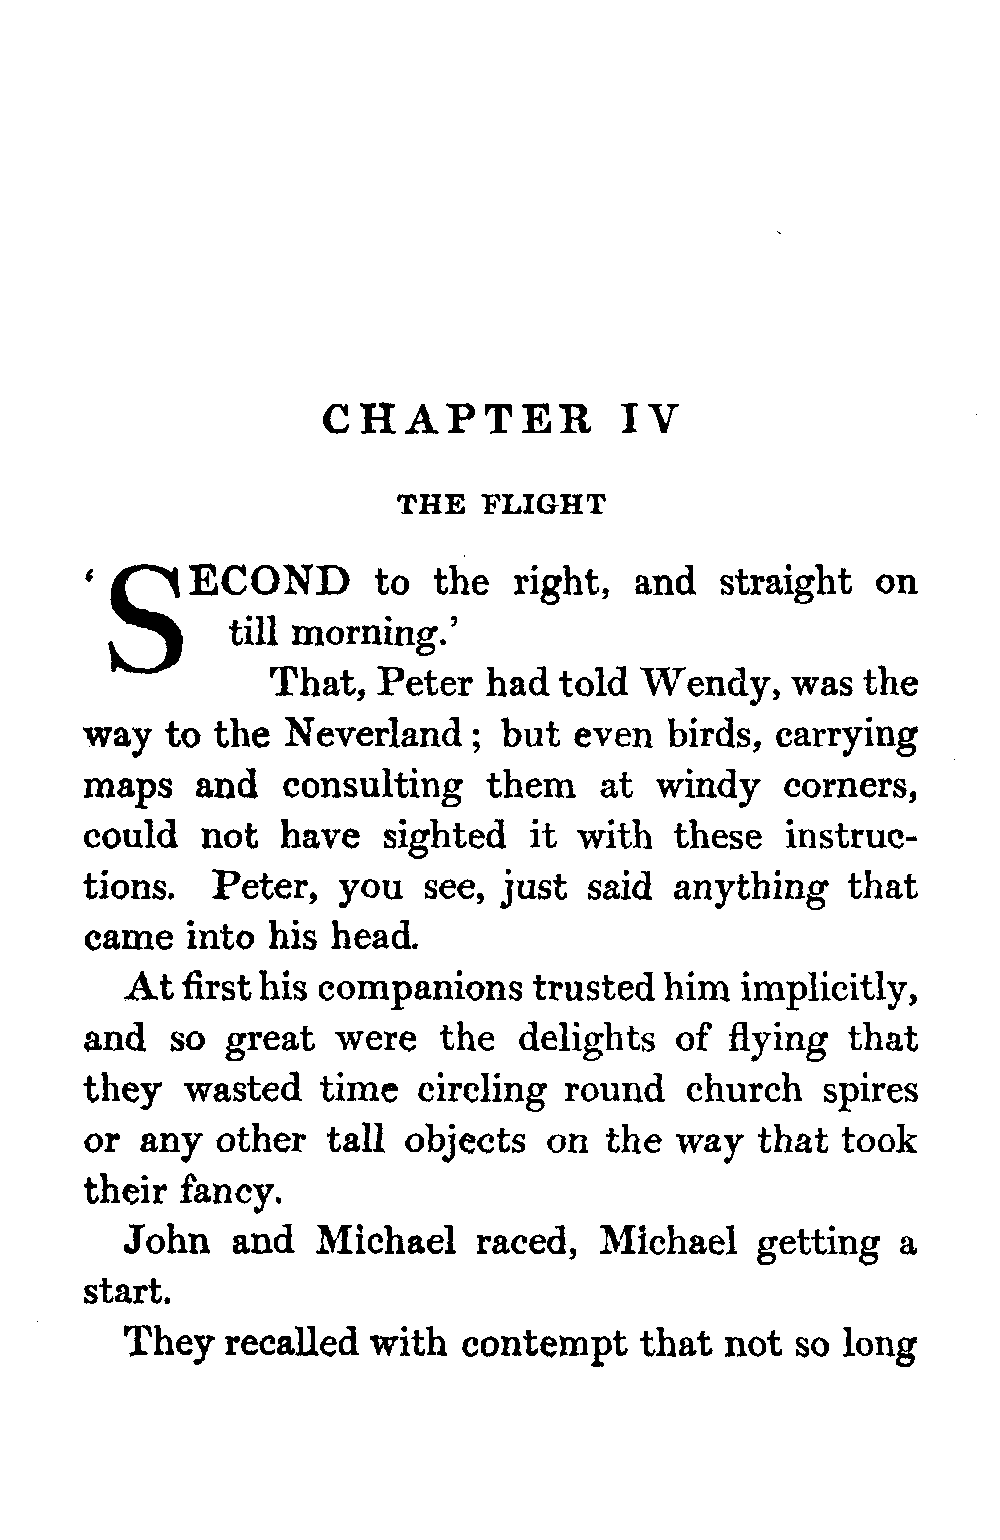 CHAPTER IV
THE FLIGHT
‘SECOND to the right, and straight on
till morning.’
That, Peter had told Wendy, was the
way to the Neverland; but even birds, carrying
maps and consulting them at windy corners,
could not have sighted it with these instruc-
tions. Peter, you see, just said anything that
came into his head.
At first his companions trusted him implicitly,
and so great were the delights of flying that
they wasted time circling round church spires
or any other tall objects on the way that took
their fancy.
John and Michael raced, Michael getting a
start.
They recalled with contempt that not so long